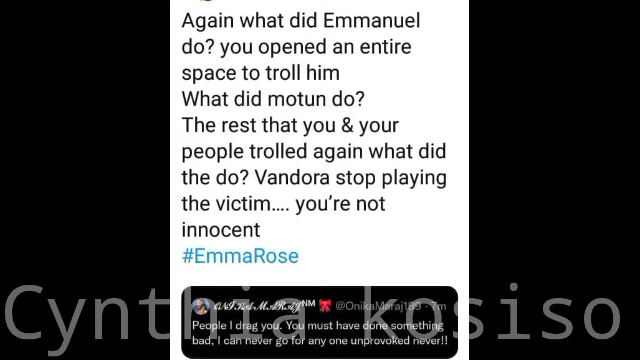 Again what did Emmanuel
do? you opened an entire
space to troll him
What did motun do?
The rest that you & your
people trolled again what did
the do? Vandora stop playing
the victim.... you're not
innocent
#EmmaRose
𝒪𝒩𝐼𝒦𝒜 𝑀𝒜𝑅𝒜𝒥ᴺᴹ 🎀 @OnikaMaraj189 · 7m
People I drag you. You must have done something
bad, I can never go for any one unprovoked never!!
Cynthia kosiso